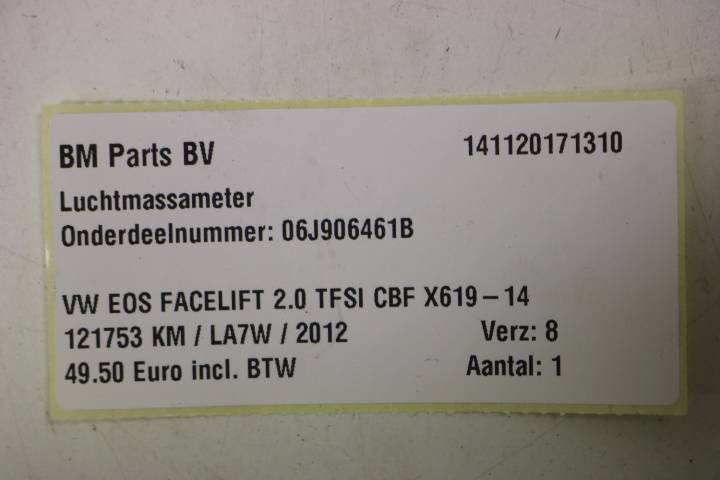 BM Parts BV 141120171310
Luchtmassameter
Onderdeelnummer: 06J906461B
VW EOS FACELIFT 2.0 TFSI CBF X619-14
121753 KM / LA7W / 2012 Verz: 8
49.50 Euro incl. BTW Aantal: 1